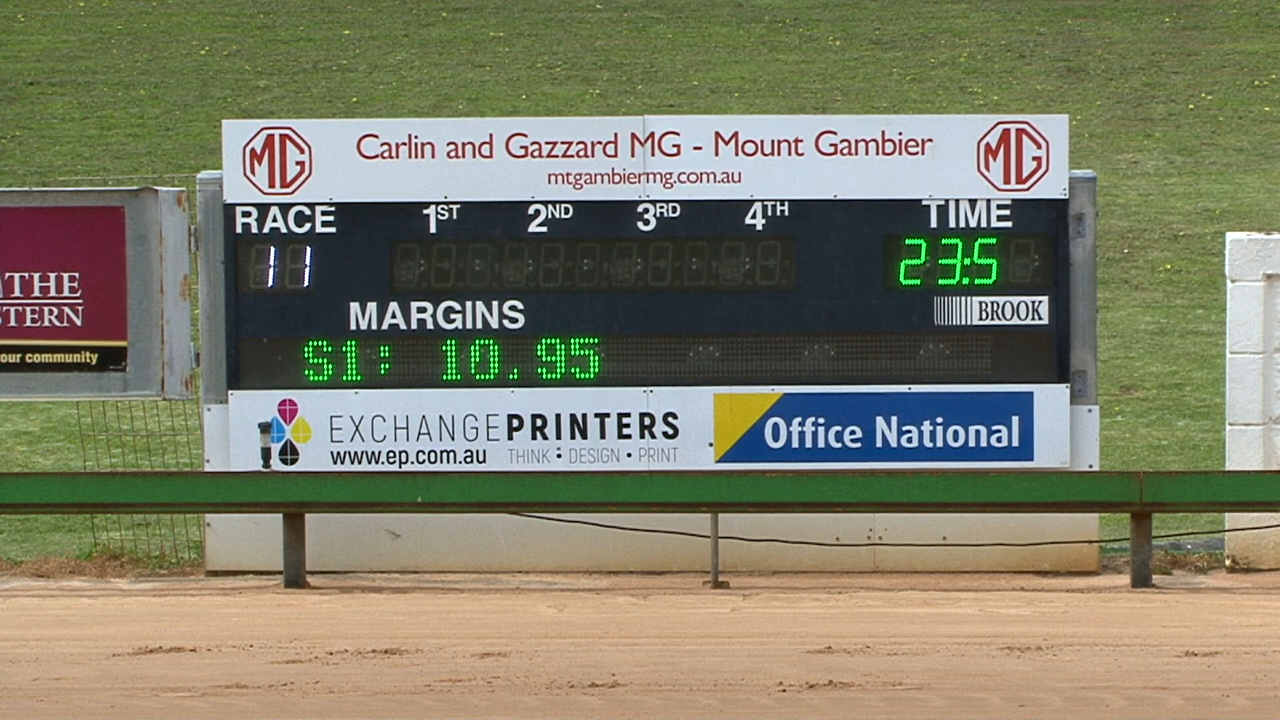 MG Carlin and Gazzard MG - Mount Gambier MG
mtgambiermg.com.au
RACE 1ST 2ND 3RD 4TH TIME
11 23:5
MARGINS BROOK
S1: 10.95
THE
STERN
our community
EXCHANGEPRINTERS
www.ep.com.au THINK • DESIGN • PRINT
Office National